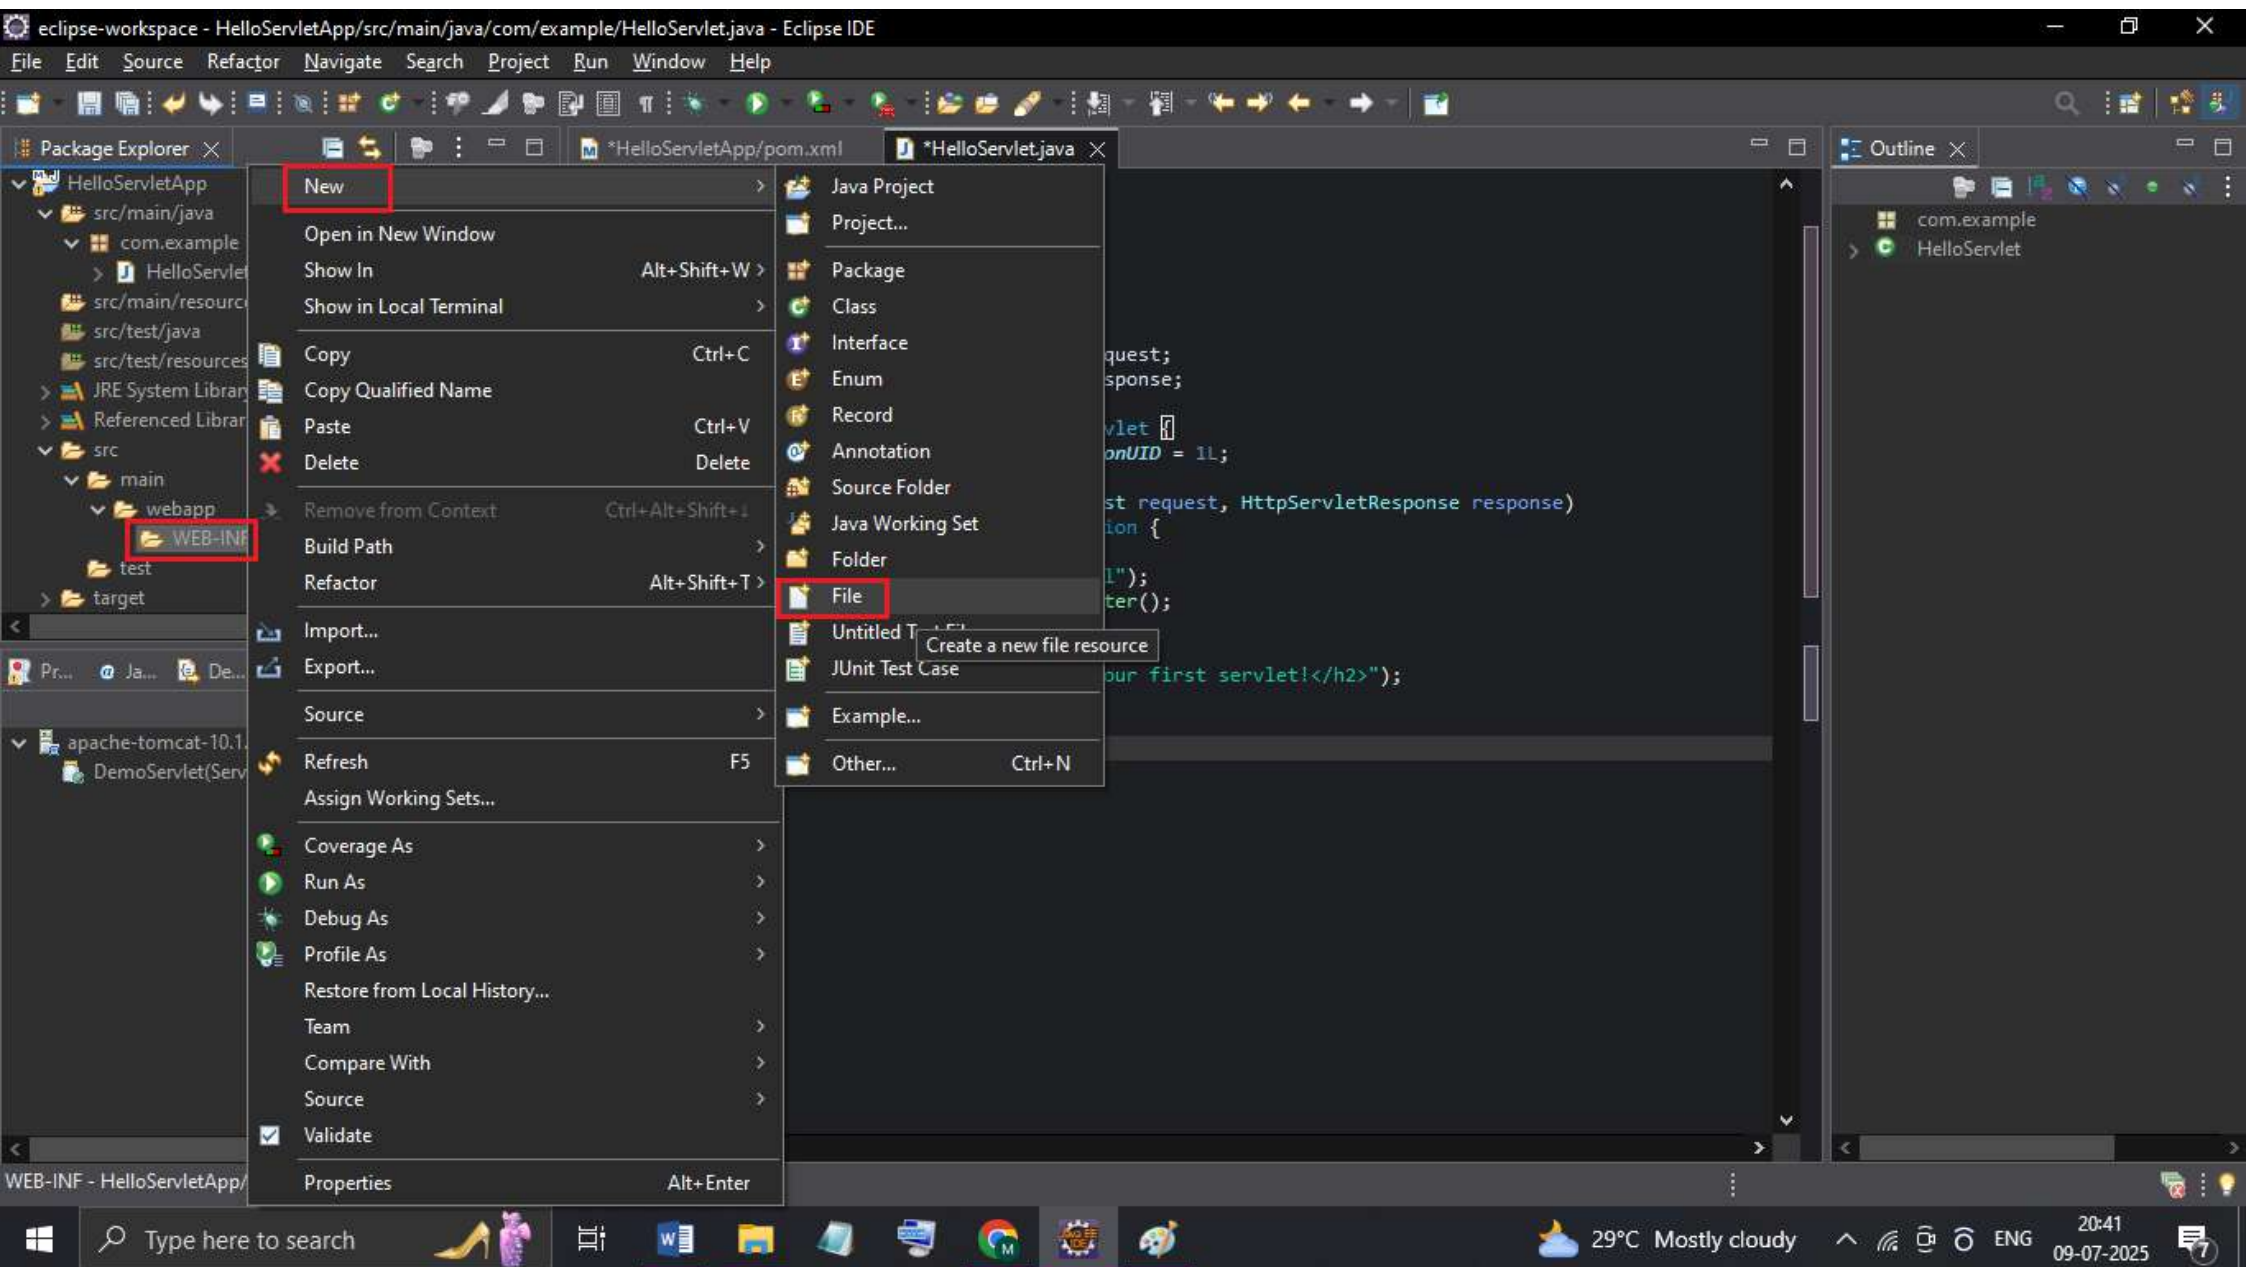 eclipse-workspace - HelloServletApp/src/main/java/com/example/HelloServlet.java - Eclipse IDE
File Edit Source Refactor Navigate Search Project Run Window Help
Package Explorer
*HelloServletApp/pom.xml
*HelloServlet.java
Outline
HelloServletApp
src/main/java
com.example
HelloServlet
src/main/resourc
src/test/java
src/test/resources
JRE System Library
Referenced Librar
src
main
webapp
WEB-INF
test
target
Pr...
Ja...
De...
apache-tomcat-10.1.
DemoServlet(Serv
New
Open in New Window
Show In Alt+Shift+W
Show in Local Terminal
Copy Ctrl+C
Copy Qualified Name
Paste Ctrl+V
Delete Delete
Remove from Context Ctrl+Alt+Shift+↓
Build Path
Refactor Alt+Shift+T
Import...
Export...
Source
Refresh F5
Assign Working Sets...
Coverage As
Run As
Debug As
Profile As
Restore from Local History...
Team
Compare With
Source
Validate
Properties Alt+Enter
Java Project
Project...
Package
Class
Interface
Enum
Record
Annotation
Source Folder
Java Working Set
Folder
File
Untitled T
Create a new file resource
JUnit Test Case
Example...
Other... Ctrl+N
quest;
sponse;
vlet {
onUID = 1L;
st request, HttpServletResponse response)
ion {
l");
ter();
our first servlet!</h2>");
com.example
HelloServlet
WEB-INF - HelloServletApp/
Type here to search
29°C Mostly cloudy
ENG
20:41
09-07-2025
7